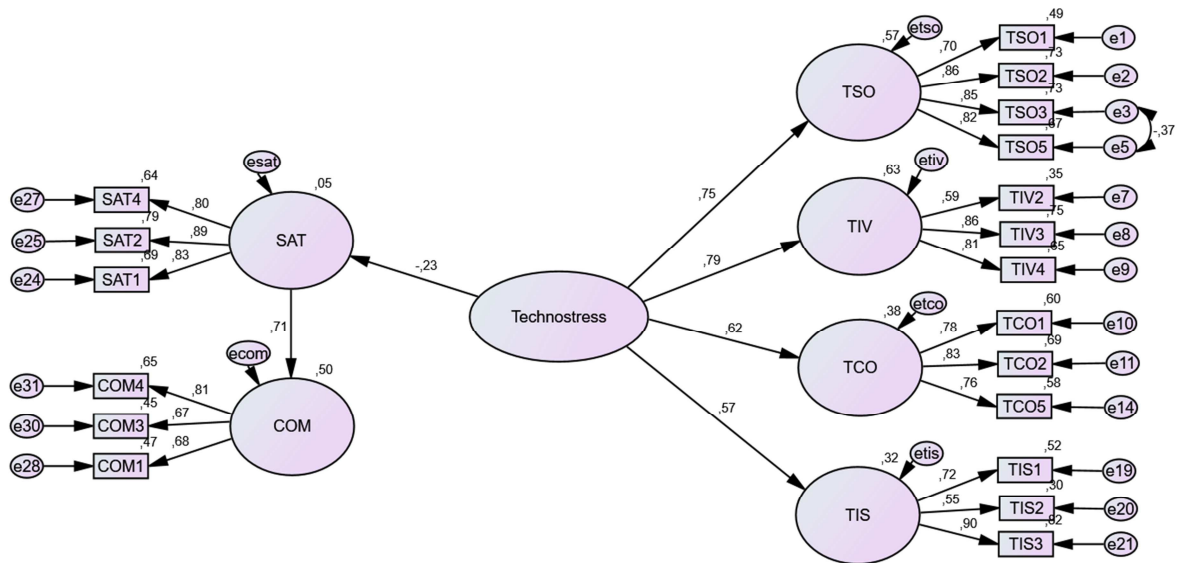 etso
,57
,49
,70
TSO1
e1
,73
,86
TSO2
e2
TSO
,73
,85
TSO3
e3
,67
,82
TSO5
e5
-,37
esat
,05
,64
e27
SAT4
,80
,79
e25
SAT2
,89
SAT
,69
e24
SAT1
,83
,75
etiv
,63
,35
,59
TIV2
e7
,75
,86
TIV3
e8
TIV
,65
,81
TIV4
e9
-,23
,79
Technostress
,71
,62
etco
,38
,60
,78
TCO1
e10
,69
,83
TCO2
e11
TCO
,58
,76
TCO5
e14
ecom
,50
,65
e31
COM4
,81
,45
e30
COM3
,67
COM
,47
e28
COM1
,68
,57
etis
,32
,52
,72
TIS1
e19
,30
,55
TIS2
e20
TIS
,82
,90
TIS3
e21